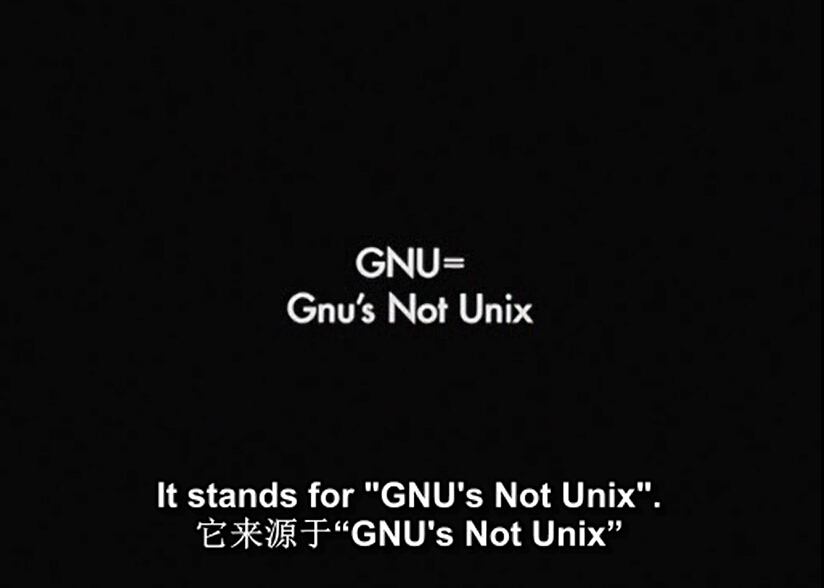 GNU=
Gnu's Not Unix
It stands for "GNU's Not Unix".
它来源于“GNU's Not Unix”